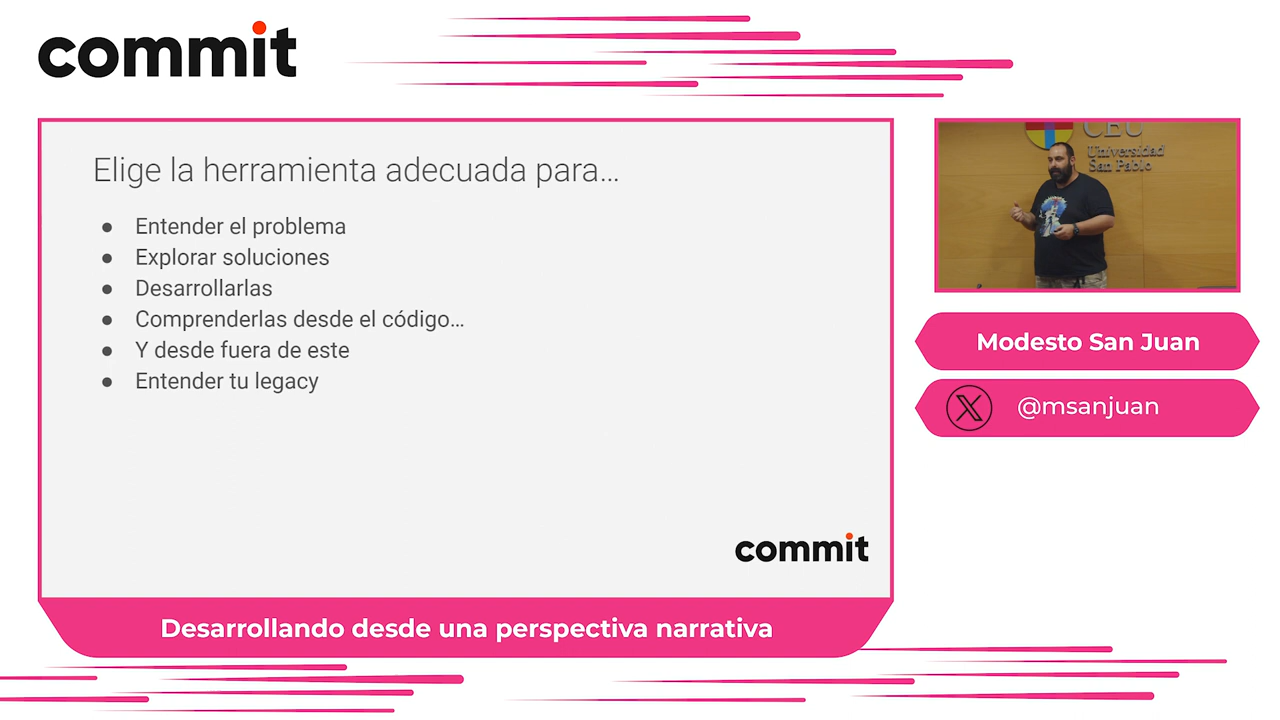 commit
Elige la herramienta adecuada para...
● Entender el problema
● Explorar soluciones
● Desarrollarlas
● Comprenderlas desde el código...
● Y desde fuera de este
● Entender tu legacy
commit
Desarrollando desde una perspectiva narrativa
CEU
Universidad
San Pablo
Modesto San Juan
@msanjuan